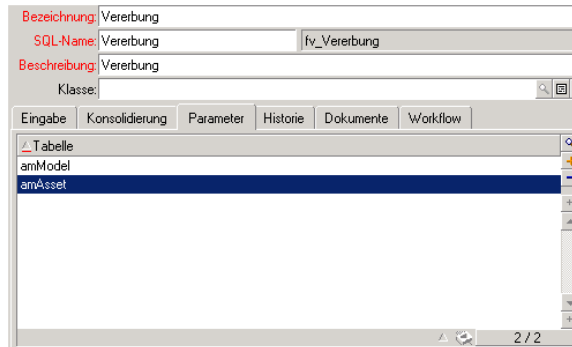 Bezeichnung: Vererbung
SQL-Name: Vererbung fv_Vererbung
Beschreibung: Vererbung
Klasse:
Eingabe Konsolidierung Parameter Historie Dokumente Workflow
Tabelle
amModel
amAsset
2 / 2